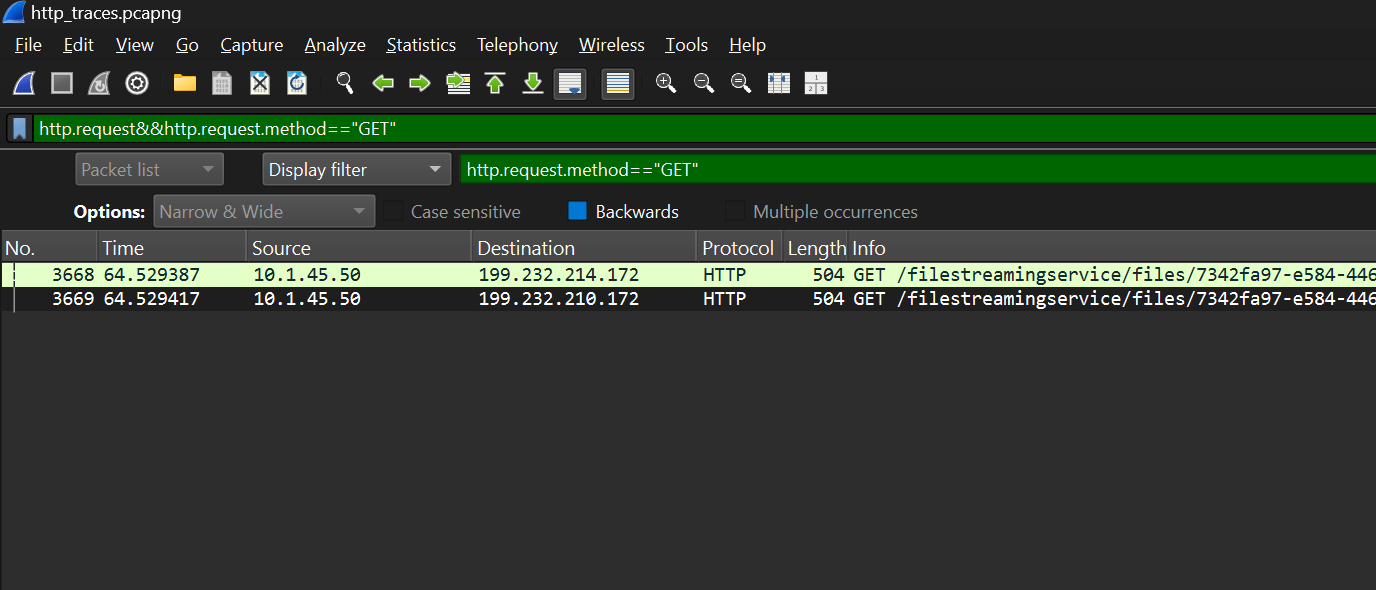 http_traces.pcapng
File Edit View Go Capture Analyze Statistics Telephony Wireless Tools Help
http.request&&http.request.method=="GET"
Packet list Display filter http.request.method=="GET"
Options: Narrow & Wide Case sensitive Backwards Multiple occurrences
No. Time Source Destination Protocol Length Info
3668 64.529387 10.1.45.50 199.232.214.172 HTTP 504 GET /filestreamingservice/files/7342fa97-e584-446
3669 64.529417 10.1.45.50 199.232.210.172 HTTP 504 GET /filestreamingservice/files/7342fa97-e584-446